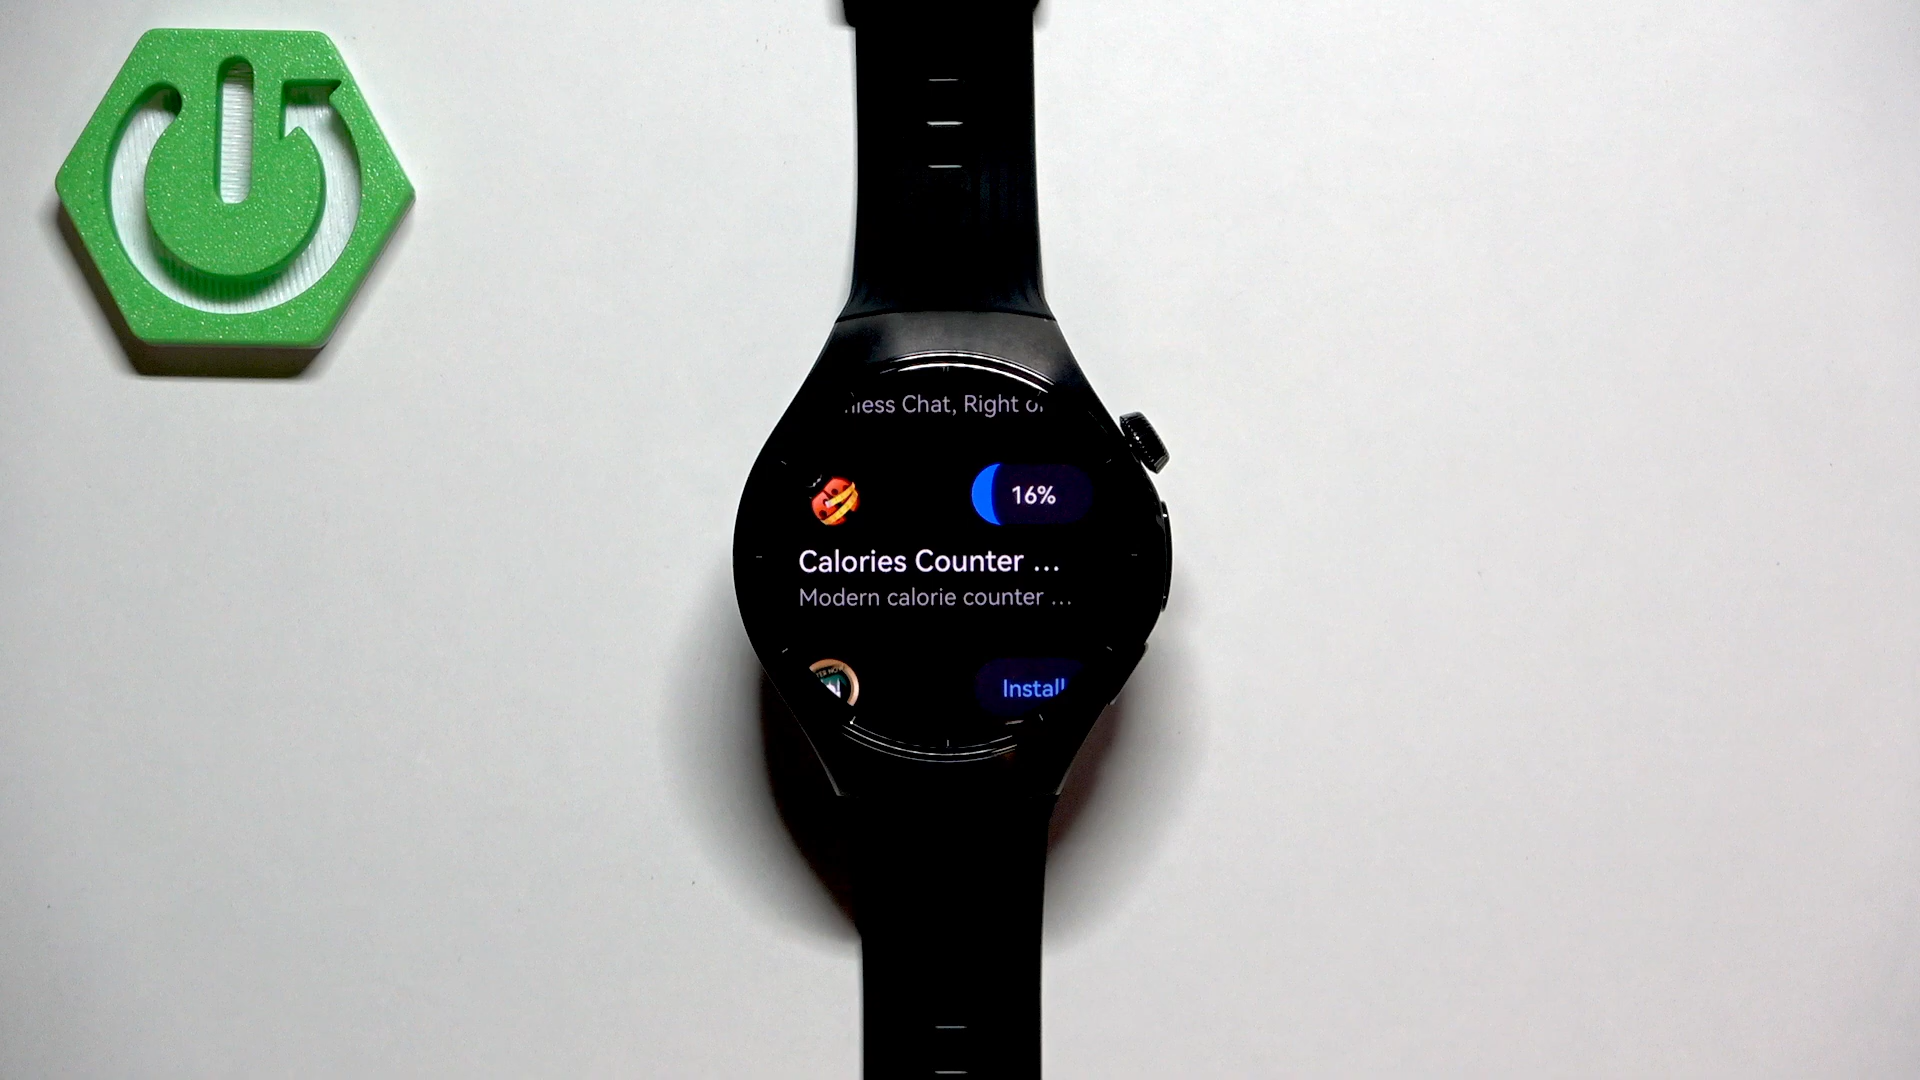 Chat, Right
16%
Calories Counter ...
Modern calorie counter ...
Install